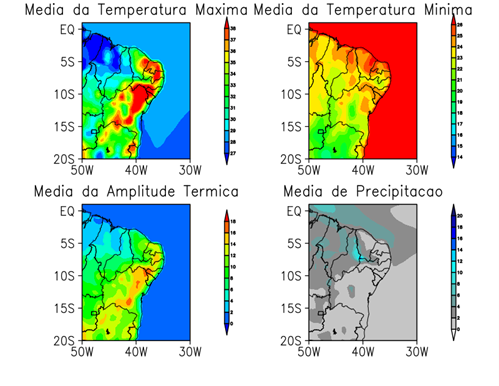 Media da Temperatura Maxima
EQ
5S
10S
15S
20S
50W 40W 30W
38
37
36
35
34
33
32
31
30
29
28
27
Media da Temperatura Minima
EQ
5S
10S
15S
20S
50W 40W 30W
26
25
24
23
22
21
20
19
18
17
16
15
14
Media da Amplitude Termica
EQ
5S
10S
15S
20S
50W 40W 30W
18
16
14
12
10
8
6
4
2
0
Media de Precipitacao
EQ
5S
10S
15S
20S
50W 40W 30W
20
18
16
14
12
10
8
6
4
2
0